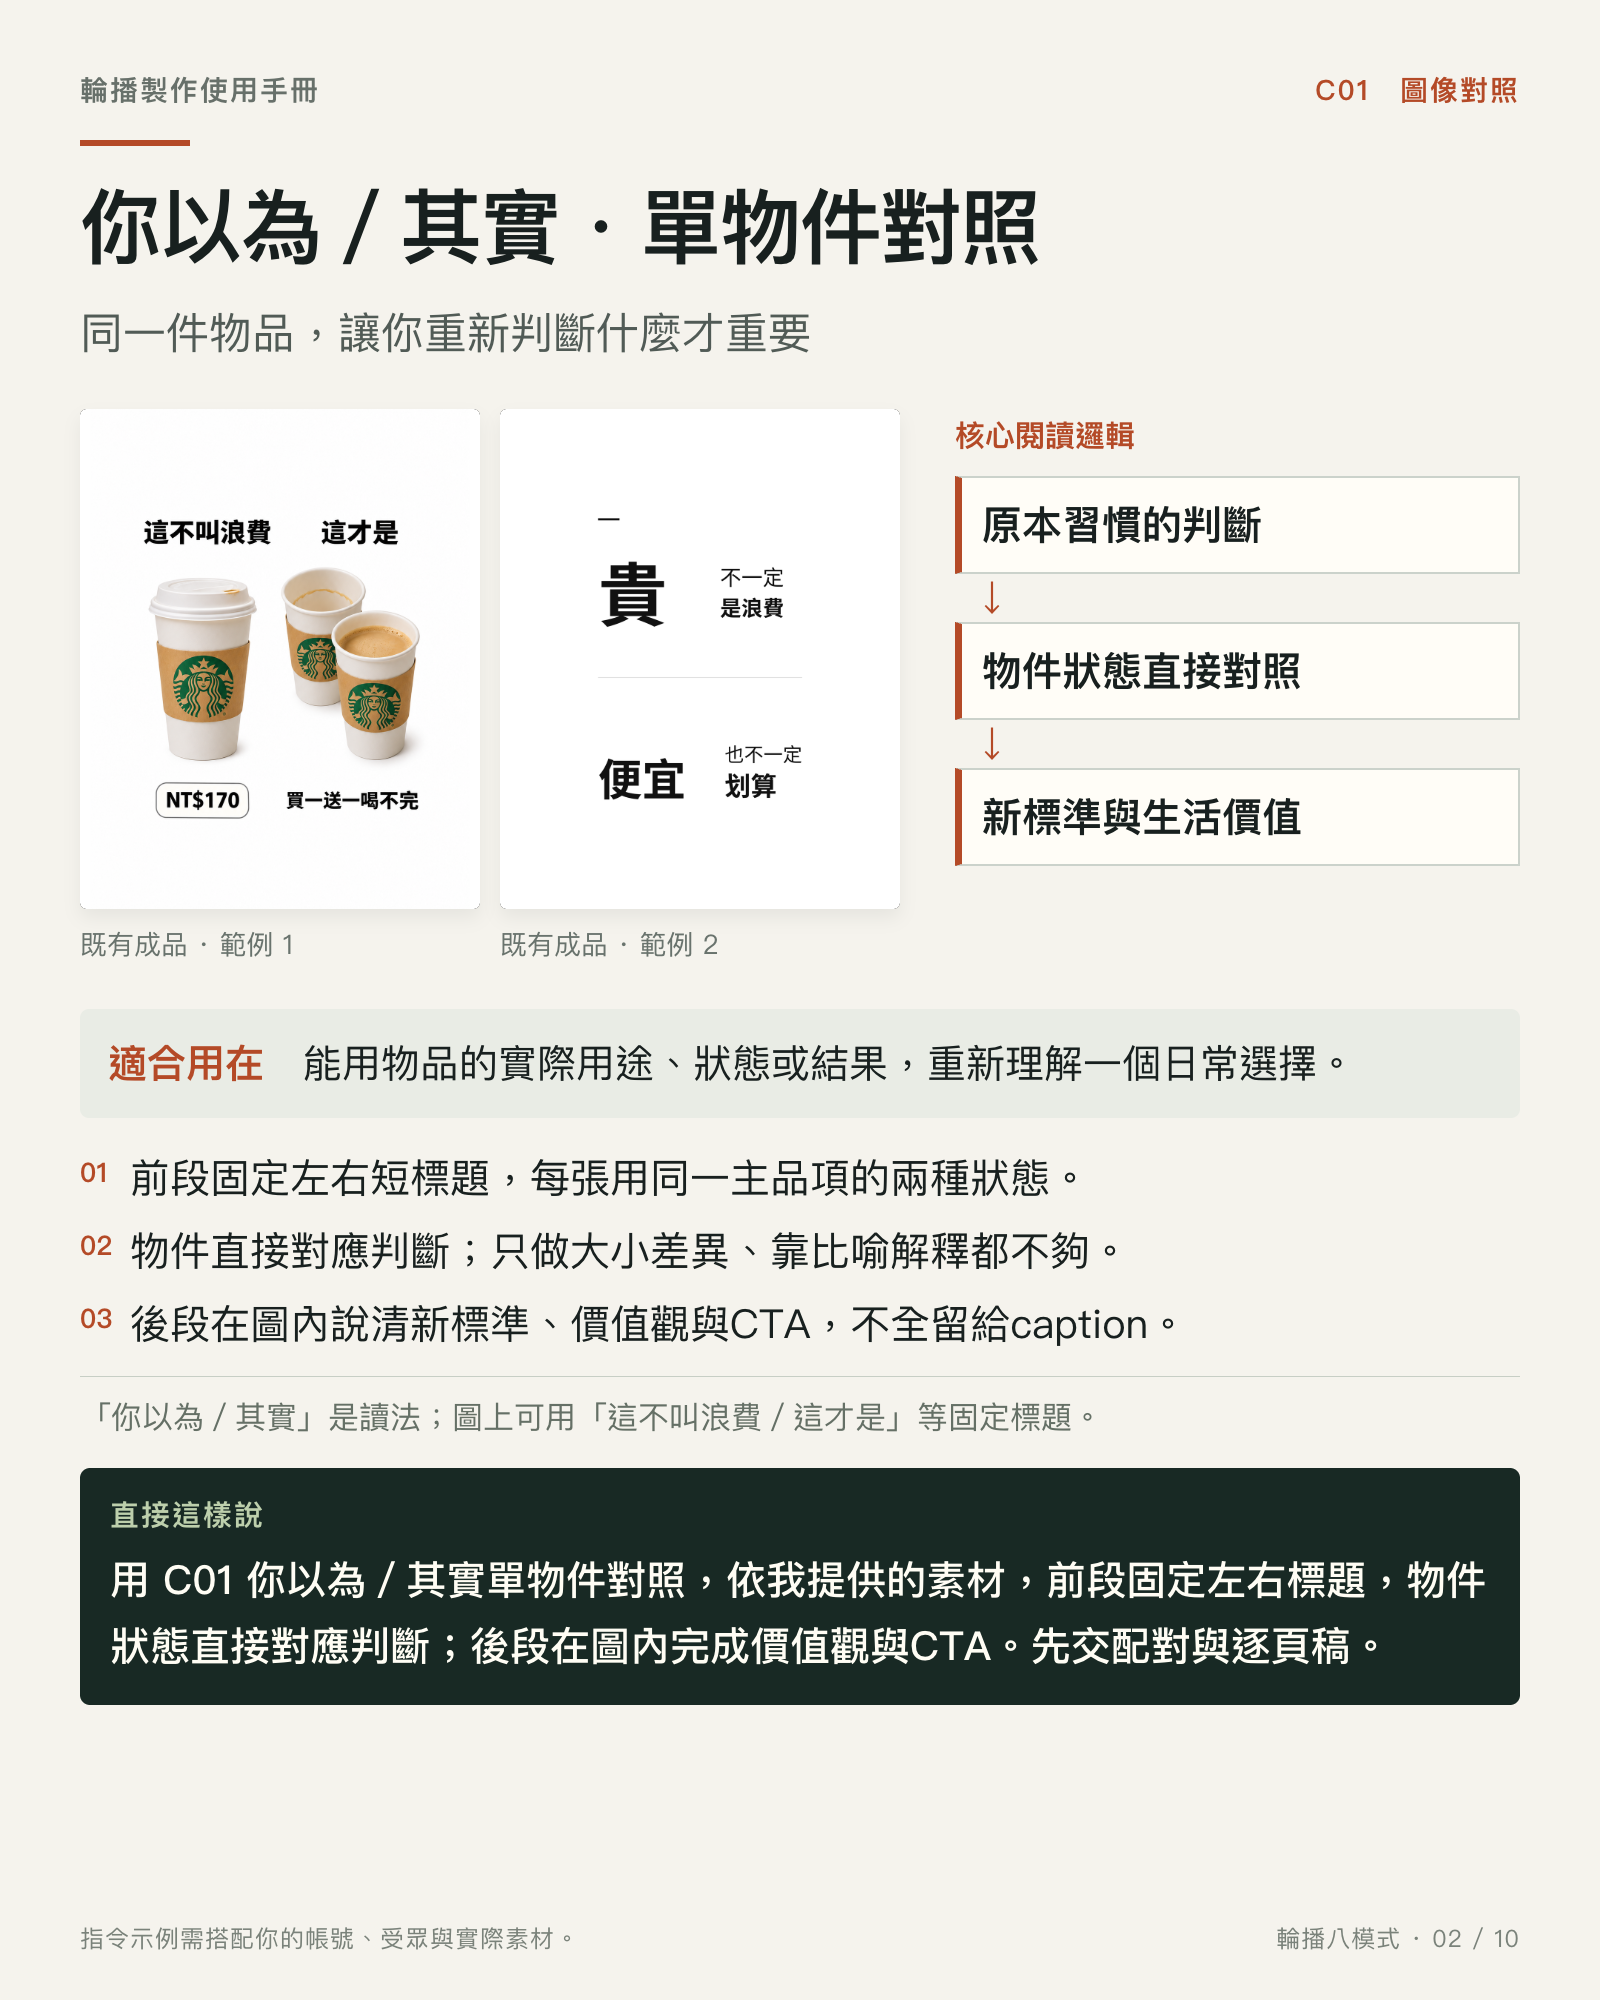 輪播製作使用手冊
C01 圖像對照
你以為 / 其實 · 單物件對照
同一件物品，讓你重新判斷什麼才重要
這不叫浪費 這才是
NT$170 買一送一喝不完
既有成品 · 範例 1
一
貴 不一定
是浪費
便宜 也不一定
划算
既有成品 · 範例 2
核心閱讀邏輯
原本習慣的判斷
↓
物件狀態直接對照
↓
新標準與生活價值
適合用在 能用物品的實際用途、狀態或結果，重新理解一個日常選擇。
01 前段固定左右短標題，每張用同一主品項的兩種狀態。
02 物件直接對應判斷；只做大小差異、靠比喻解釋都不夠。
03 後段在圖內說清新標準、價值觀與CTA，不全留給caption。
「你以為 / 其實」是讀法；圖上可用「這不叫浪費 / 這才是」等固定標題。
直接這樣說
用 C01 你以為 / 其實單物件對照，依我提供的素材，前段固定左右標題，物件
狀態直接對應判斷；後段在圖內完成價值觀與CTA。先交配對與逐頁稿。
指令示例需搭配你的帳號、受眾與實際素材。
輪播八模式 · 02 / 10